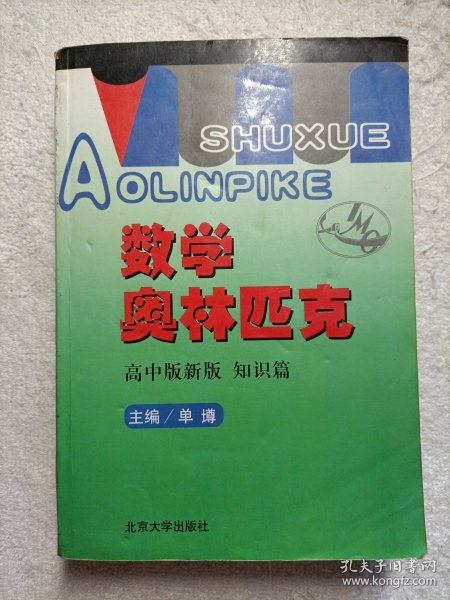 SHUXUE
AOLINPIKE
IMO
数学
奥林匹克
高中版新版 知识篇
主编/单墫
北京大学出版社
孔夫子旧书网
www.kongfz.com